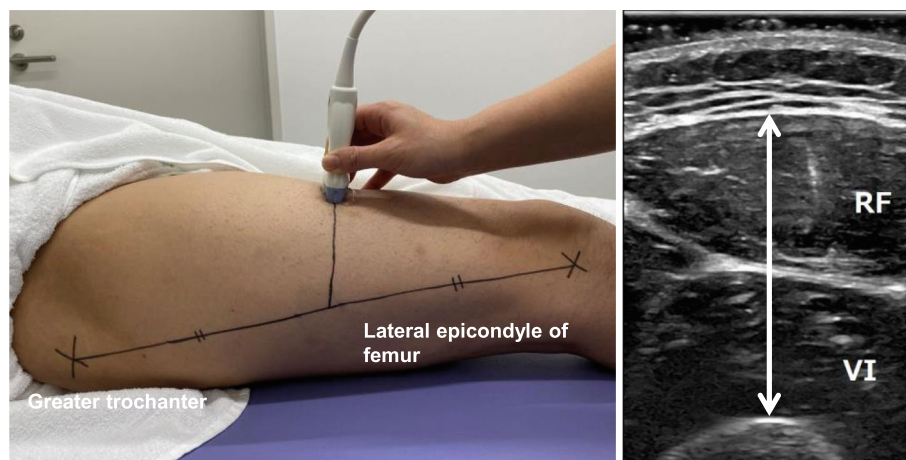 Lateral epicondyle of
femur
Greater trochanter
RF
VI